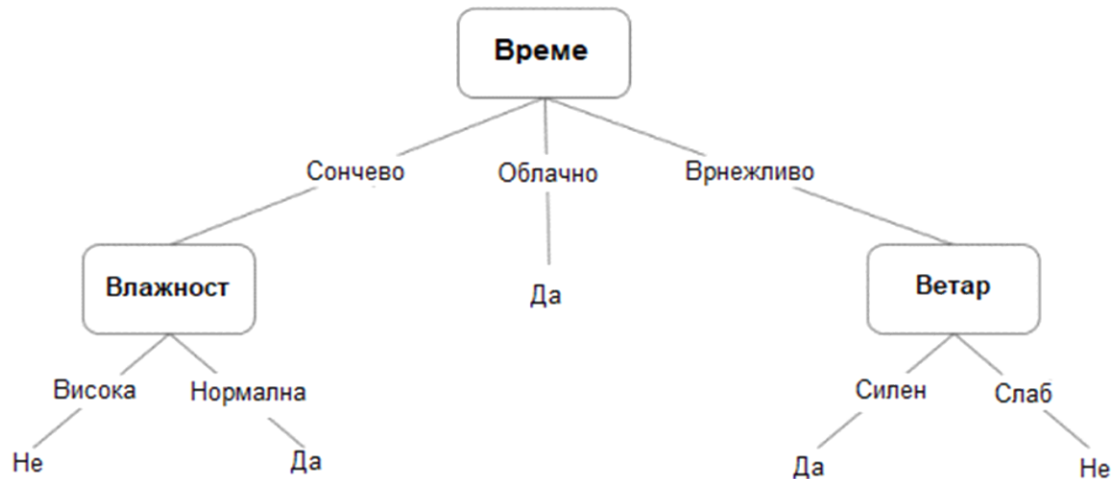 Време
Сончево Облачно Врнежливо
Влажност Да Ветар
Висока Нормална Силен Слаб
Не Да Да Не